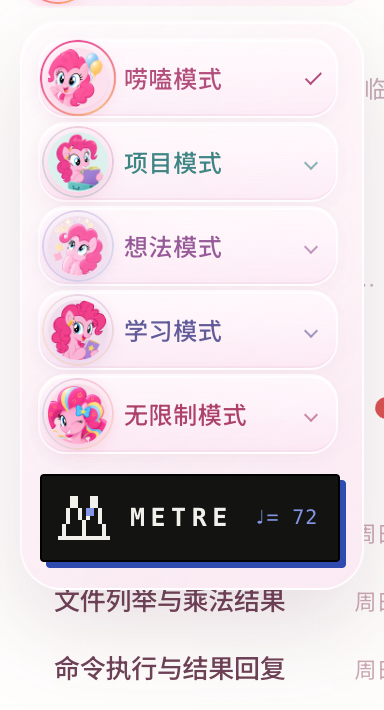 唠嗑模式
临
项目模式
想法模式
..
学习模式
无限制模式
METRE ♩= 72
文件列举与乘法结果
命令执行与结果回复 周